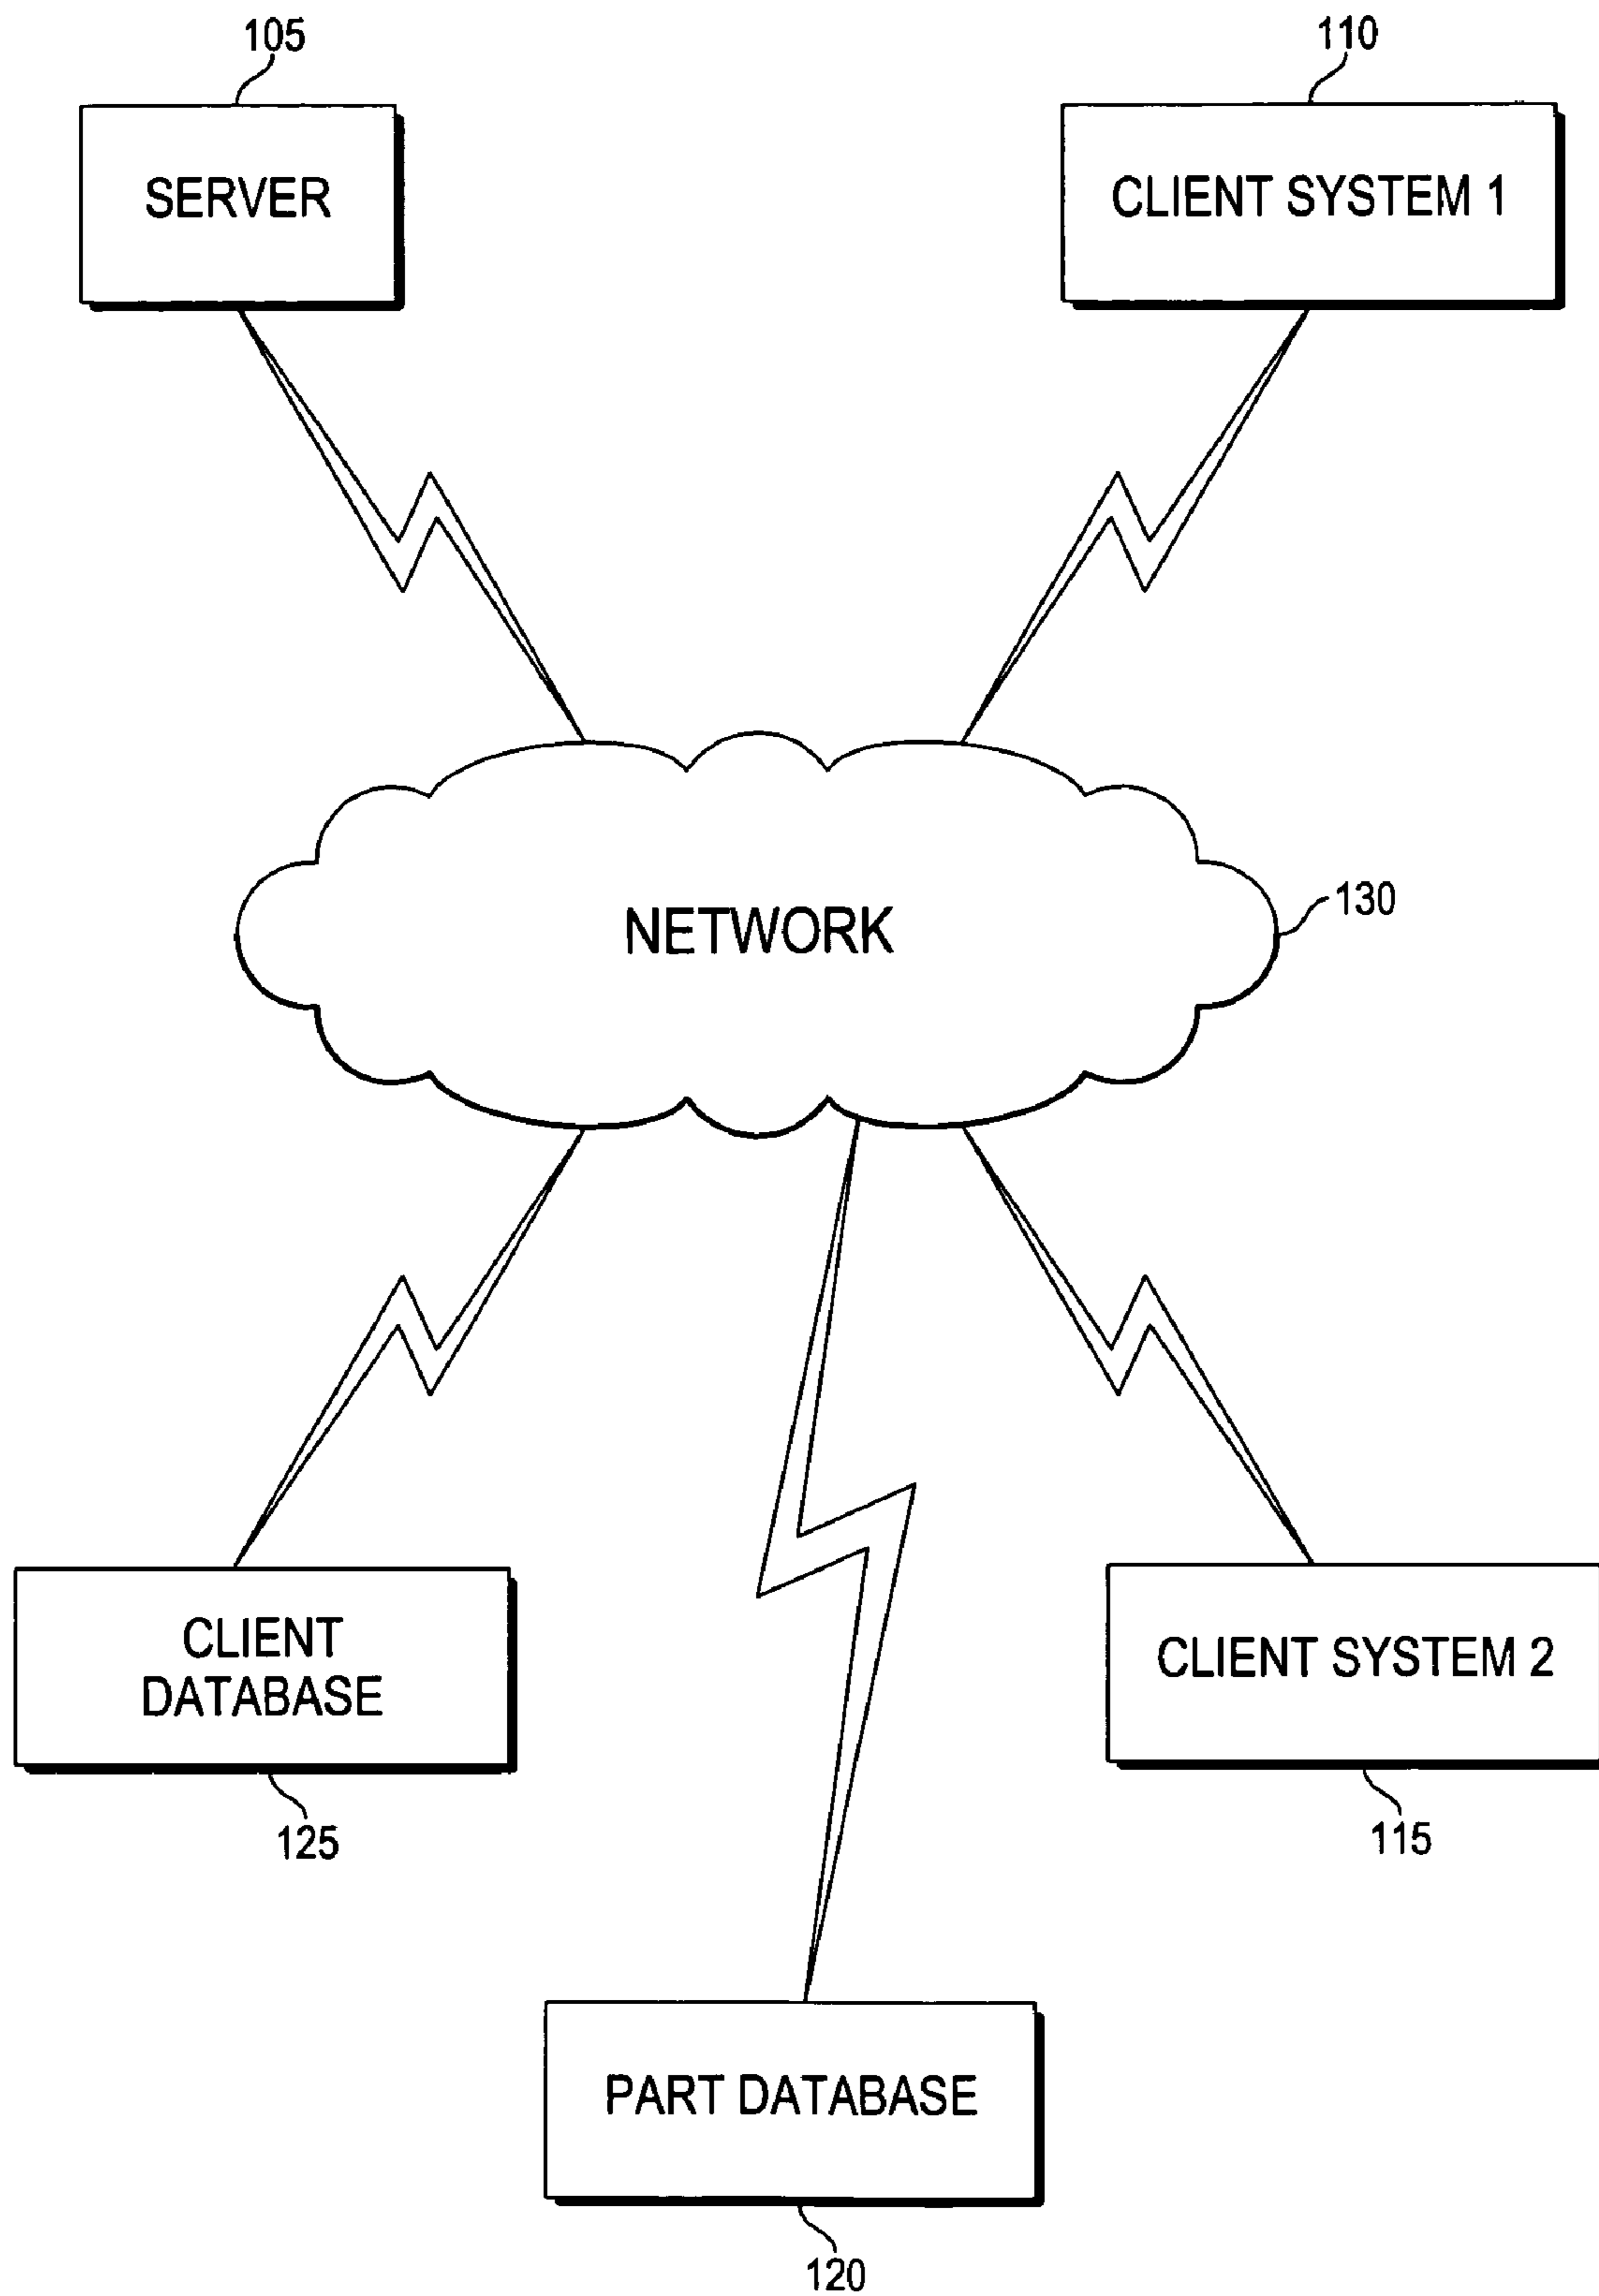 105
110
SERVER
CLIENT SYSTEM 1
NETWORK
130
CLIENT
DATABASE
CLIENT SYSTEM 2
125
115
PART DATABASE
120